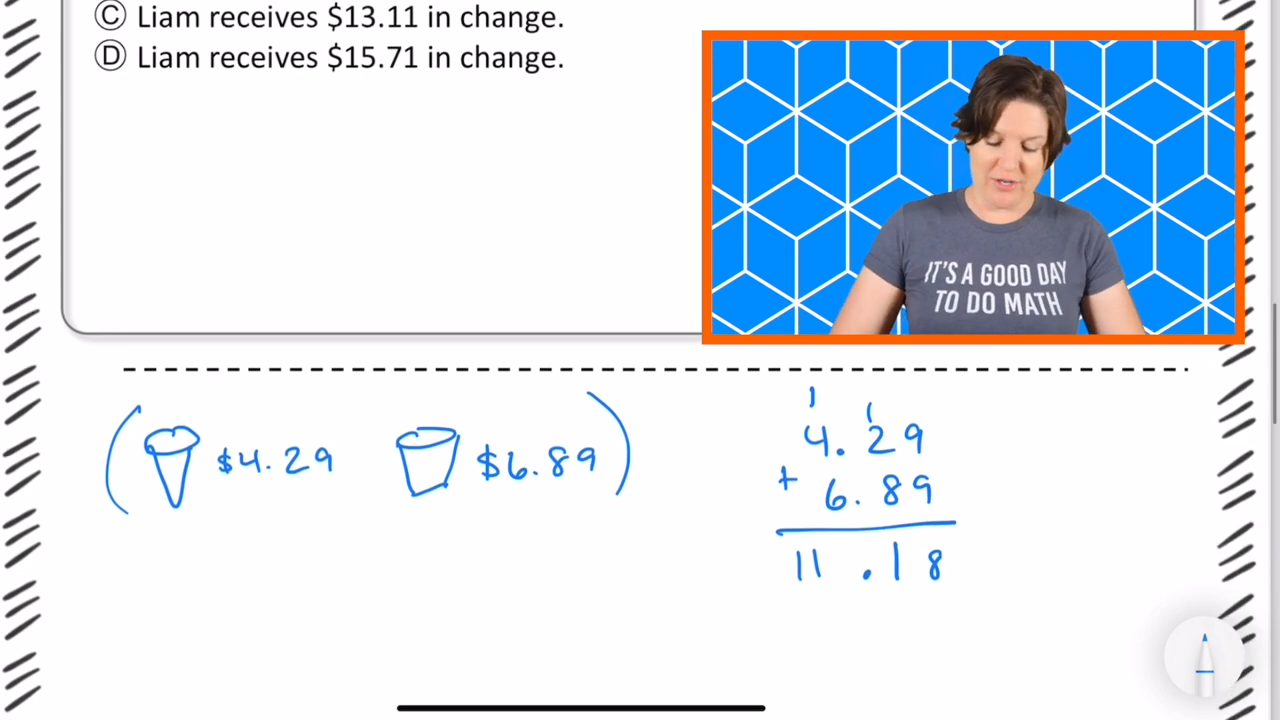 Ⓒ Liam receives $13.11 in change.
Ⓓ Liam receives $15.71 in change.
IT'S A GOOD DAY
TO DO MATH
( $4.29 $6.89 )
1 1
4.29
+ 6.89
11.18